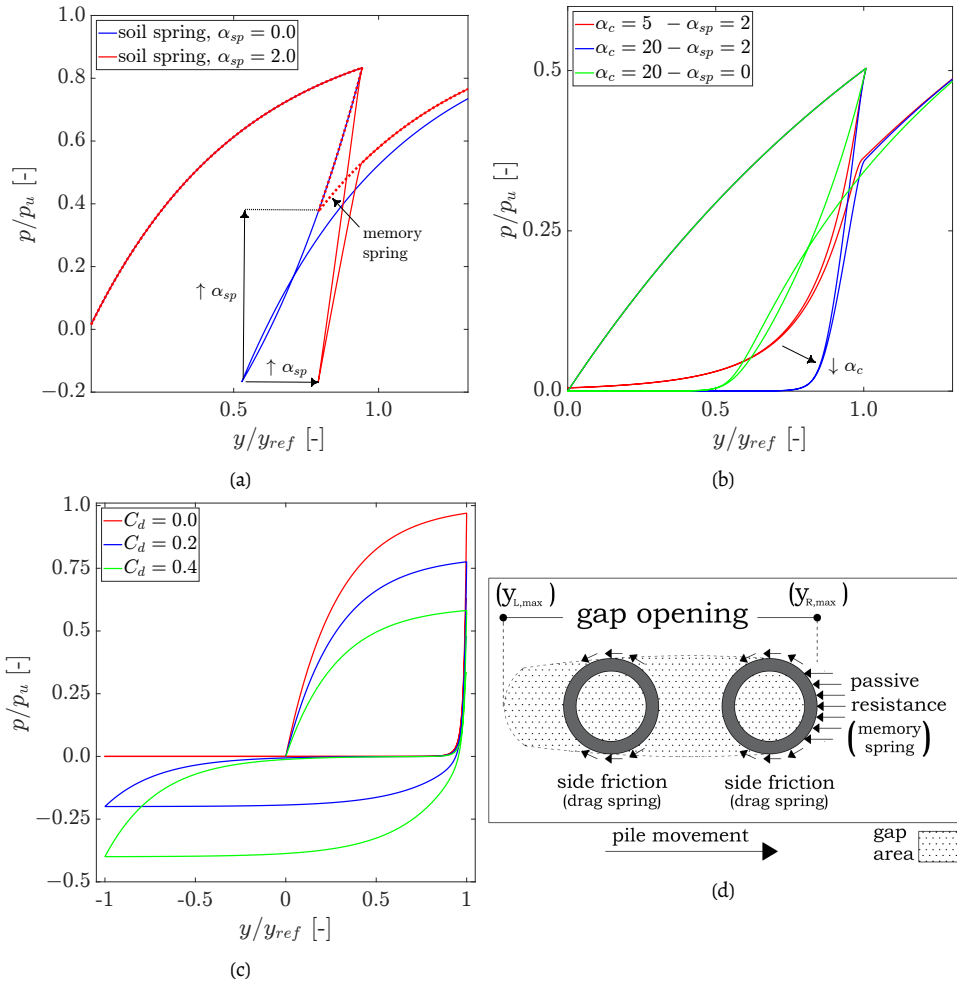 soil spring, α_sp = 0.0
soil spring, α_sp = 2.0
1.0
0.8
0.6
0.4
0.2
0.0
−0.2
p/p_u [-]
memory
spring
↑ α_sp
↑ α_sp
0.5
1.0
y/y_ref [-]
(a)
α_c = 5 − α_sp = 2
α_c = 20 − α_sp = 2
α_c = 20 − α_sp = 0
0.5
0.25
0.0
p/p_u [-]
↓ α_c
0.0
0.5
1.0
y/y_ref [-]
(b)
C_d = 0.0
C_d = 0.2
C_d = 0.4
1.0
0.75
0.5
0.25
0.0
−0.25
−0.5
p/p_u [-]
-1
-0.5
0
0.5
1
y/y_ref [-]
(c)
(y_L,max)
(y_R,max)
gap opening
passive
resistance
(memory
spring)
side friction
(drag spring)
side friction
(drag spring)
pile movement
gap
area
(d)